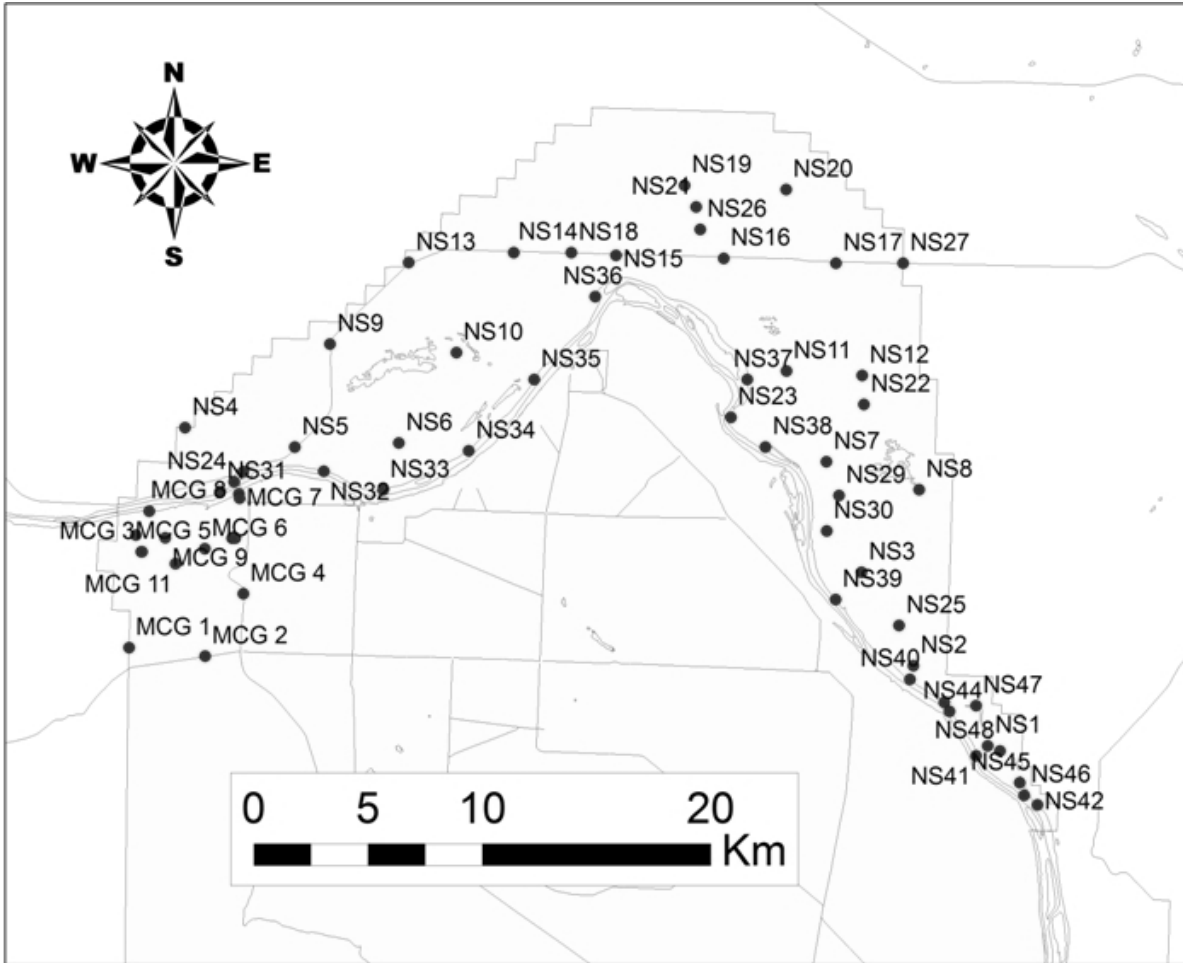 N
W E
S
NS19 NS20
NS21
NS26
NS14 NS18
NS13 NS16 NS17 NS27
NS15
NS36
NS9 NS10
NS35 NS37 NS11 NS12
NS22
NS4 NS23
NS5 NS6 NS34 NS38
NS7
NS24 NS31 NS33 NS29 NS8
MCG 8 MCG 7 NS32
NS30
MCG 3 MCG 5 MCG 6
MCG 9 NS3
MCG 11 MCG 4 NS39
NS25
MCG 1 MCG 2
NS40 NS2
NS44 NS47
NS48 NS1
NS41 NS45 NS46
NS42
0 5 10 20
Km